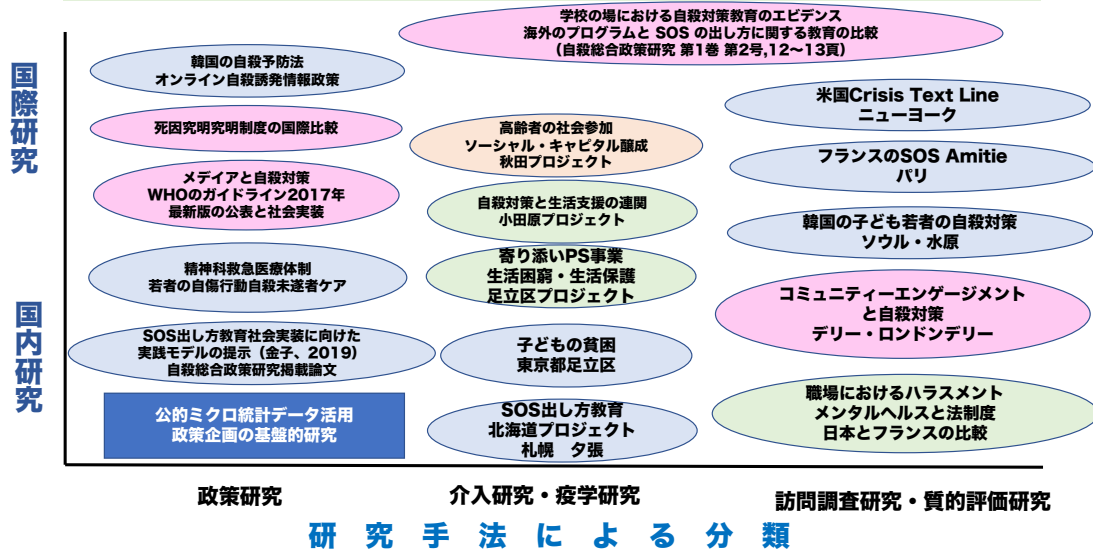 学校の場における自殺対策教育のエビデンス
海外のプログラムと SOS の出し方に関する教育の比較
（自殺総合政策研究 第1巻 第2号,12〜13頁）
国際研究
国内研究
韓国の自殺予防法
オンライン自殺誘発情報政策
死因究明究明制度の国際比較
メデイアと自殺対策
WHOのガイドライン2017年
最新版の公表と社会実装
精神科救急医療体制
若者の自傷行動自殺未遂者ケア
SOS出し方教育社会実装に向けた
実践モデルの提示（金子、2019）
自殺総合政策研究掲載論文
公的ミクロ統計データ活用
政策企画の基盤的研究
高齢者の社会参加
ソーシャル・キャピタル醸成
秋田プロジェクト
自殺対策と生活支援の連関
小田原プロジェクト
寄り添いPS事業
生活困窮・生活保護
足立区プロジェクト
子どもの貧困
東京都足立区
SOS出し方教育
北海道プロジェクト
札幌　夕張
米国Crisis Text Line
ニューヨーク
フランスのSOS Amitie
パリ
韓国の子ども若者の自殺対策
ソウル・水原
コミュニティーエンゲージメント
と自殺対策
デリー・ロンドンデリー
職場におけるハラスメント
メンタルヘルスと法制度
日本とフランスの比較
政策研究
介入研究・疫学研究
訪問調査研究・質的評価研究
研 究 手 法 に よ る 分 類